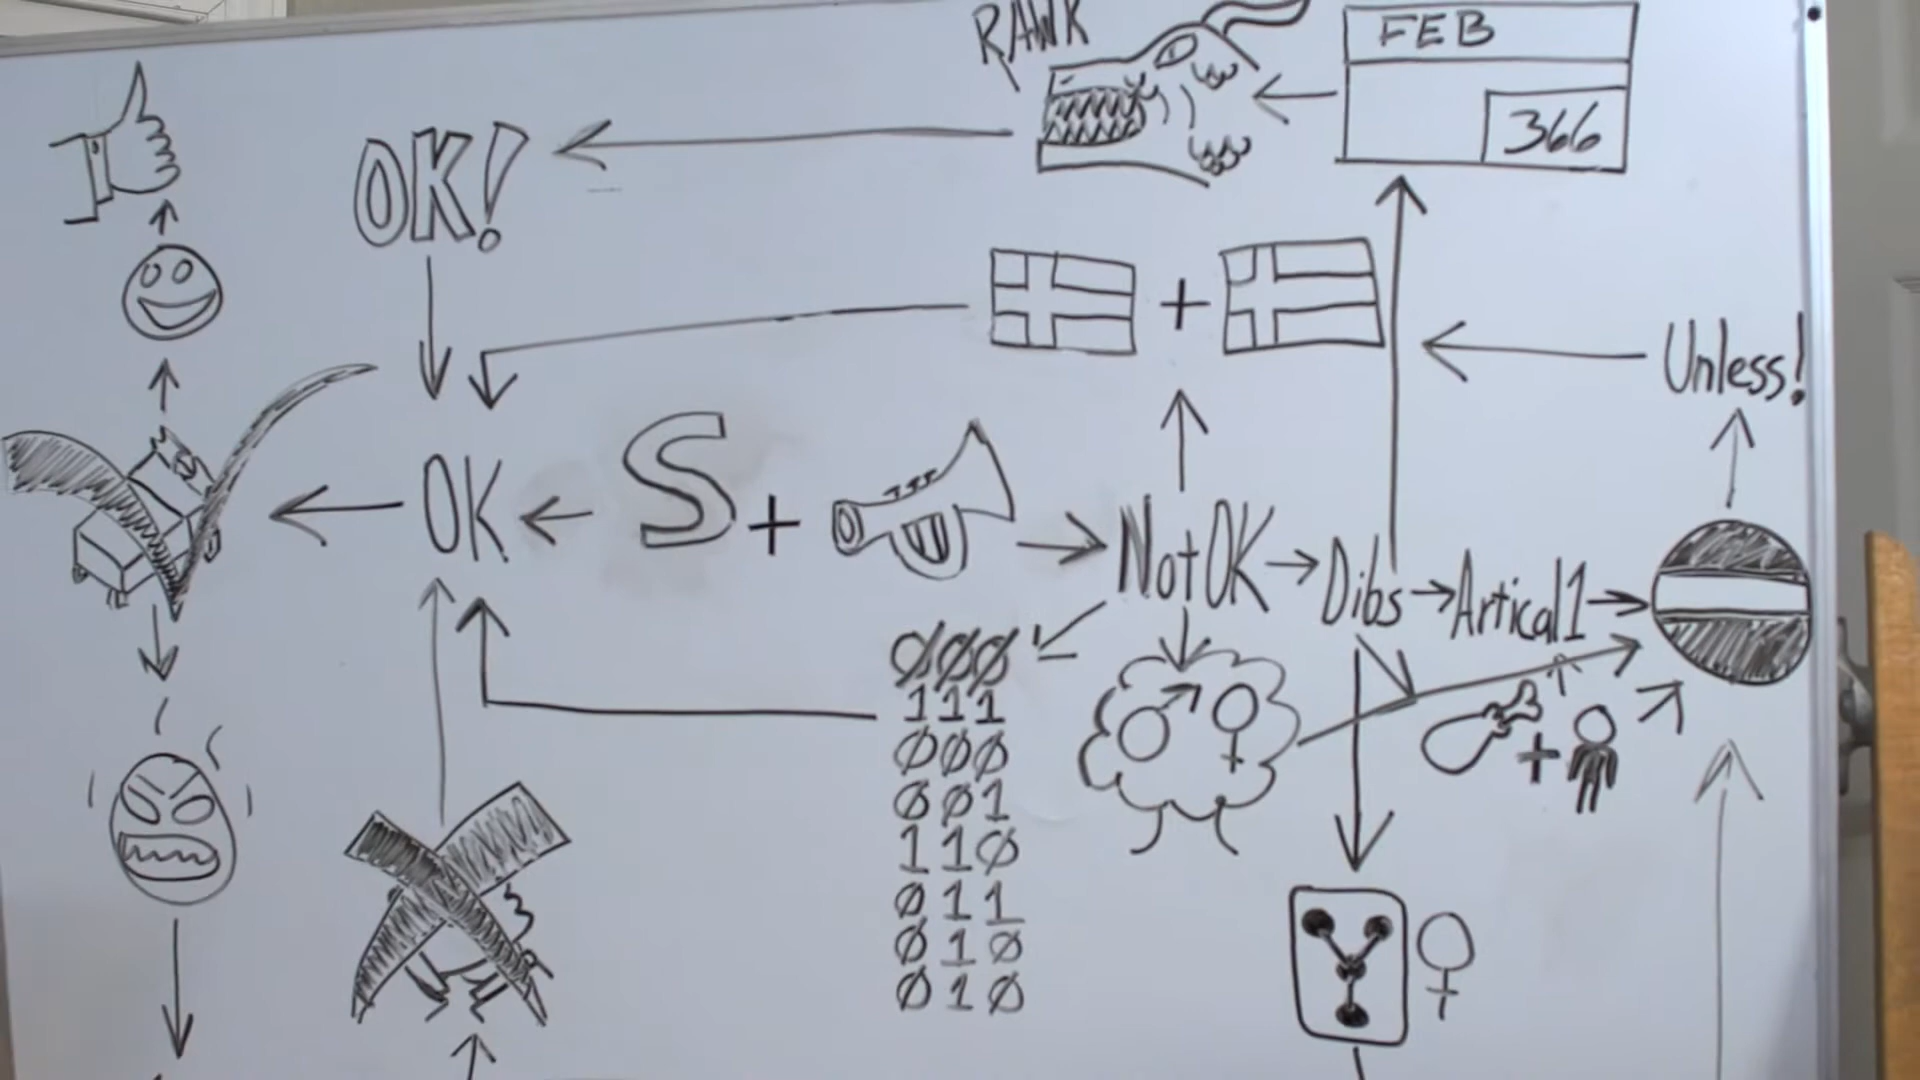 RAWK
FEB
366
OK!
Unless!
OK
S
+
+
NotOK
Dibs
Artical1
ØØØ
111
ØØØ
ØØ1
11Ø
Ø11
Ø1Ø
Ø1Ø
+